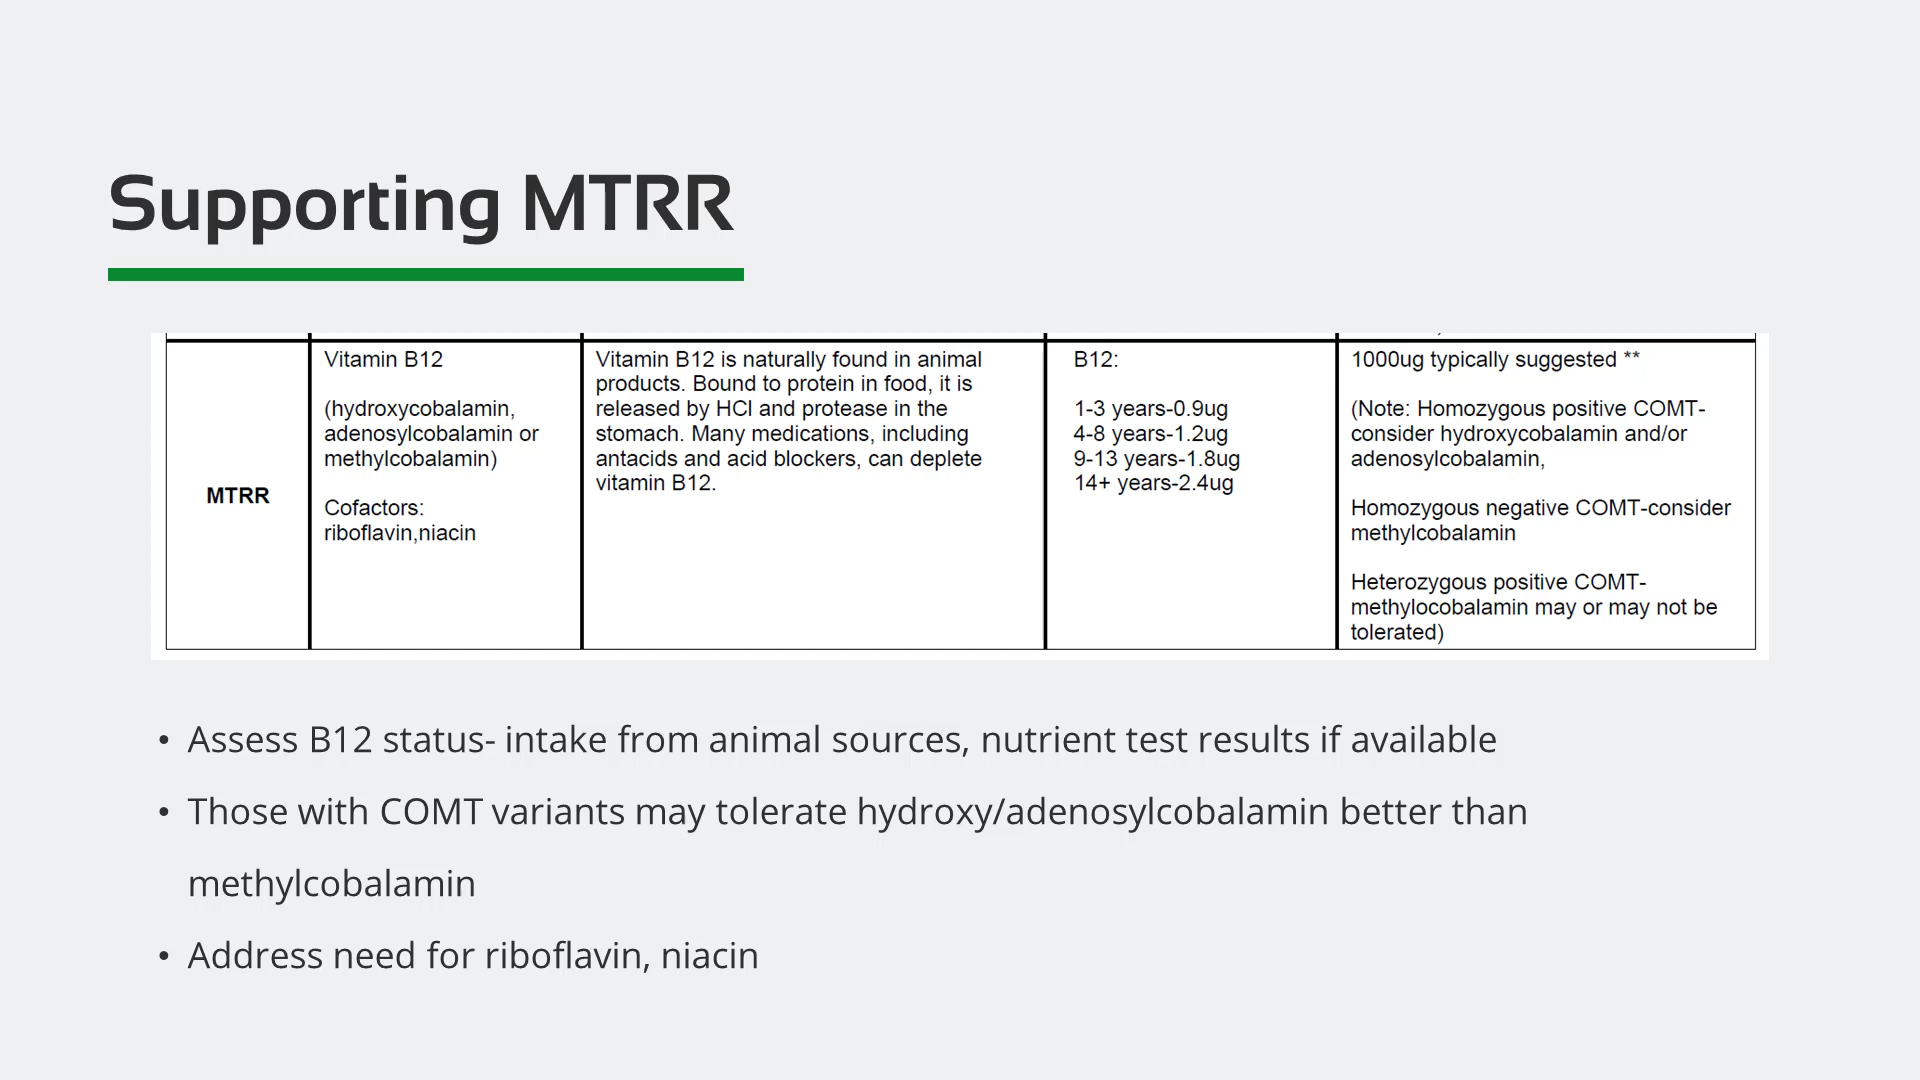 Supporting MTRR
MTRR
Vitamin B12
(hydroxycobalamin,
adenosylcobalamin or
methylcobalamin)
Cofactors:
riboflavin,niacin
Vitamin B12 is naturally found in animal
products. Bound to protein in food, it is
released by HCl and protease in the
stomach. Many medications, including
antacids and acid blockers, can deplete
vitamin B12.
B12:
1-3 years-0.9ug
4-8 years-1.2ug
9-13 years-1.8ug
14+ years-2.4ug
1000ug typically suggested **
(Note: Homozygous positive COMT-
consider hydroxycobalamin and/or
adenosylcobalamin,
Homozygous negative COMT-consider
methylcobalamin
Heterozygous positive COMT-
methylocobalamin may or may not be
tolerated)
• Assess B12 status- intake from animal sources, nutrient test results if available
• Those with COMT variants may tolerate hydroxy/adenosylcobalamin better than
methylcobalamin
• Address need for riboflavin, niacin